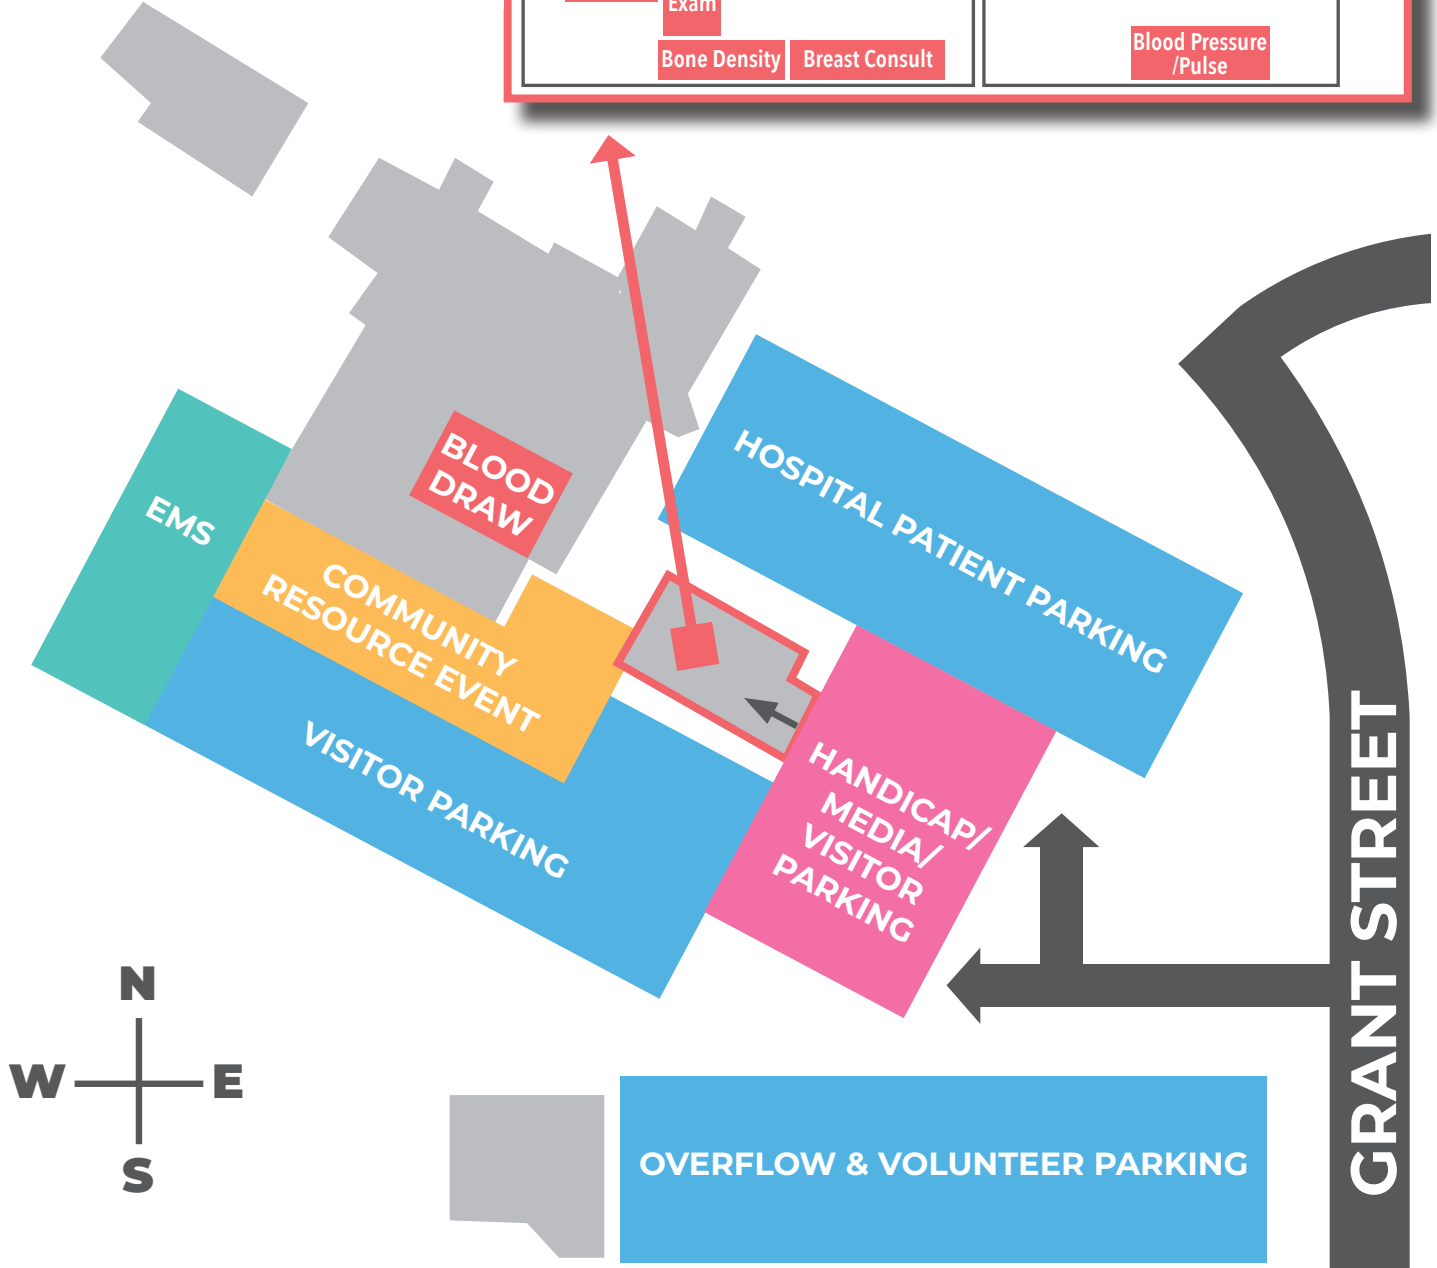 Exam
Bone Density
Breast Consult
Blood Pressure
/Pulse
BLOOD
DRAW
HOSPITAL PATIENT PARKING
EMS
COMMUNITY
RESOURCE EVENT
VISITOR PARKING
HANDICAP/
MEDIA/
VISITOR
PARKING
GRANT STREET
N
W
E
S
OVERFLOW & VOLUNTEER PARKING